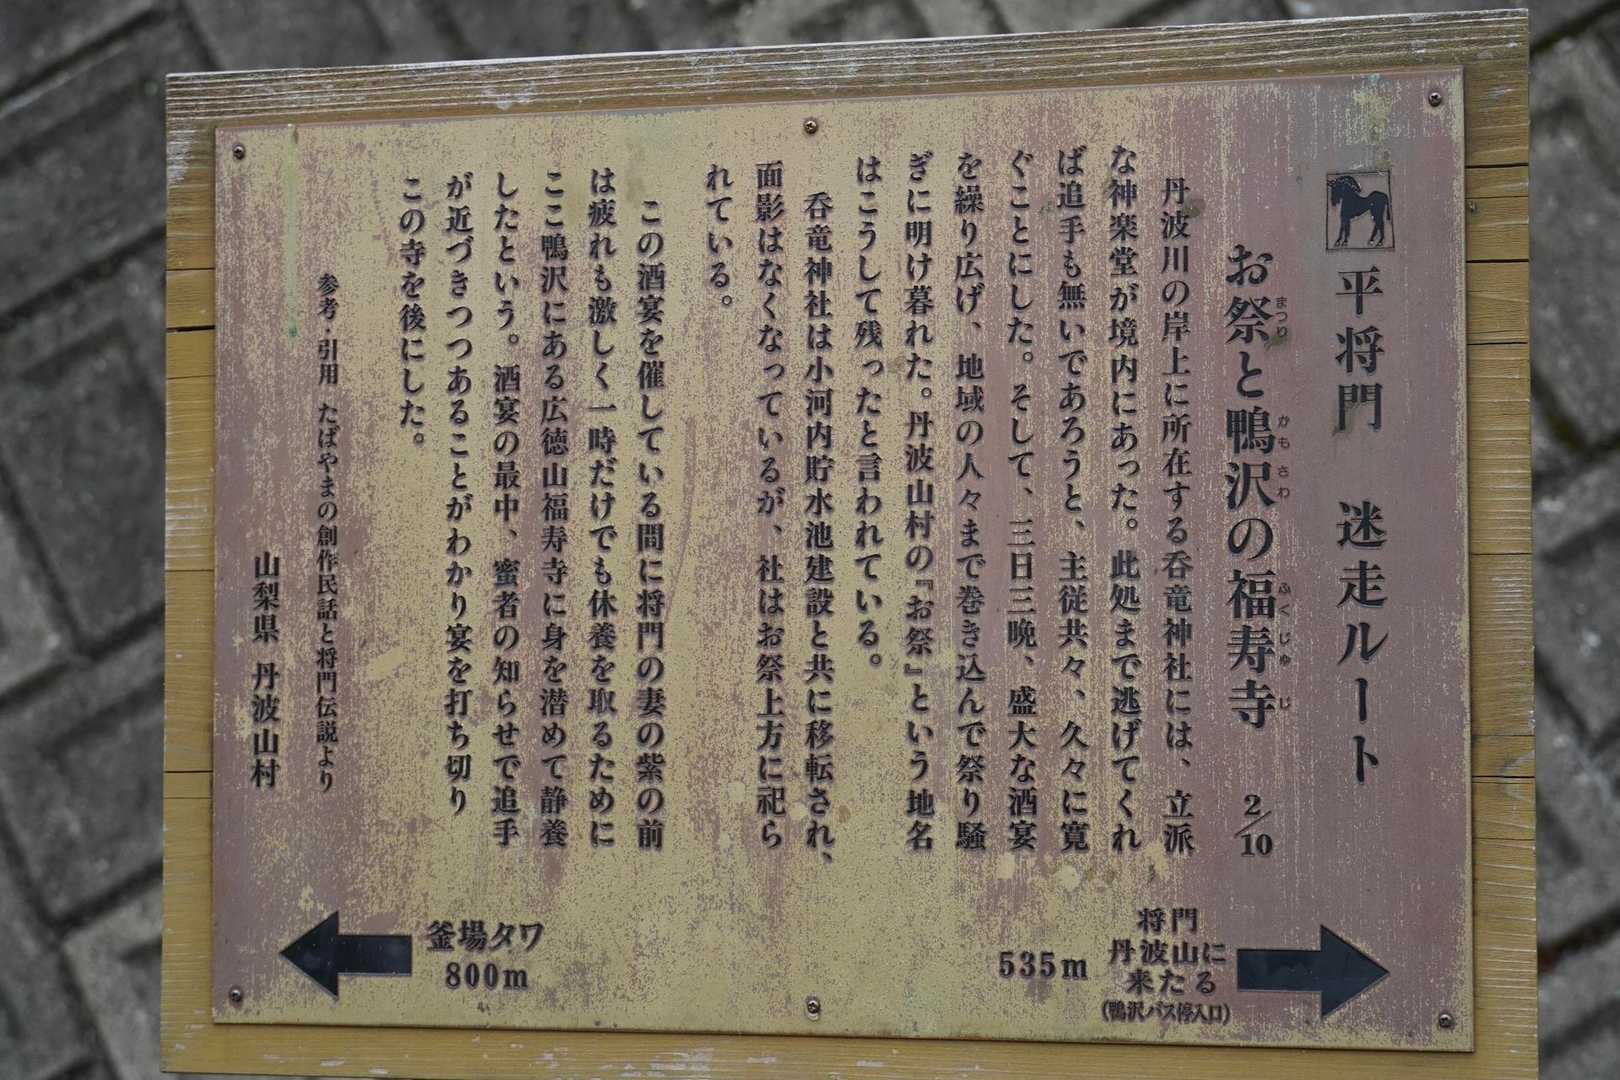 平将門　迷走ルート
お祭と鴨沢の福寿寺　2/10
まつり　かもさわ　ふくじゅじ
丹波川の岸上に所在する呑竜神社には、立派
な神楽堂が境内にあった。此処まで逃げてくれ
ば追手も無いであろうと、主従共々、久々に寛
ぐことにした。そして、三日三晩、盛大な酒宴
を繰り広げ、地域の人々まで巻き込んで祭り騒
ぎに明け暮れた。丹波山村の『お祭』という地名
はこうして残ったと言われている。
呑竜神社は小河内貯水池建設と共に移転され、
面影はなくなっているが、社はお祭上方に祀ら
れている。
この酒宴を催している間に将門の妻の紫の前
は疲れも激しく一時だけでも休養を取るために
ここ鴨沢にある広徳山福寿寺に身を潜めて静養
したという。酒宴の最中、蜜者の知らせで追手
が近づきつつあることがわかり宴を打ち切り
この寺を後にした。
参考・引用　たばやまの創作民話と将門伝説より
山梨県　丹波山村
将門
丹波山に
来たる
(鴨沢バス停入口)
535m
釜場タワ
800m